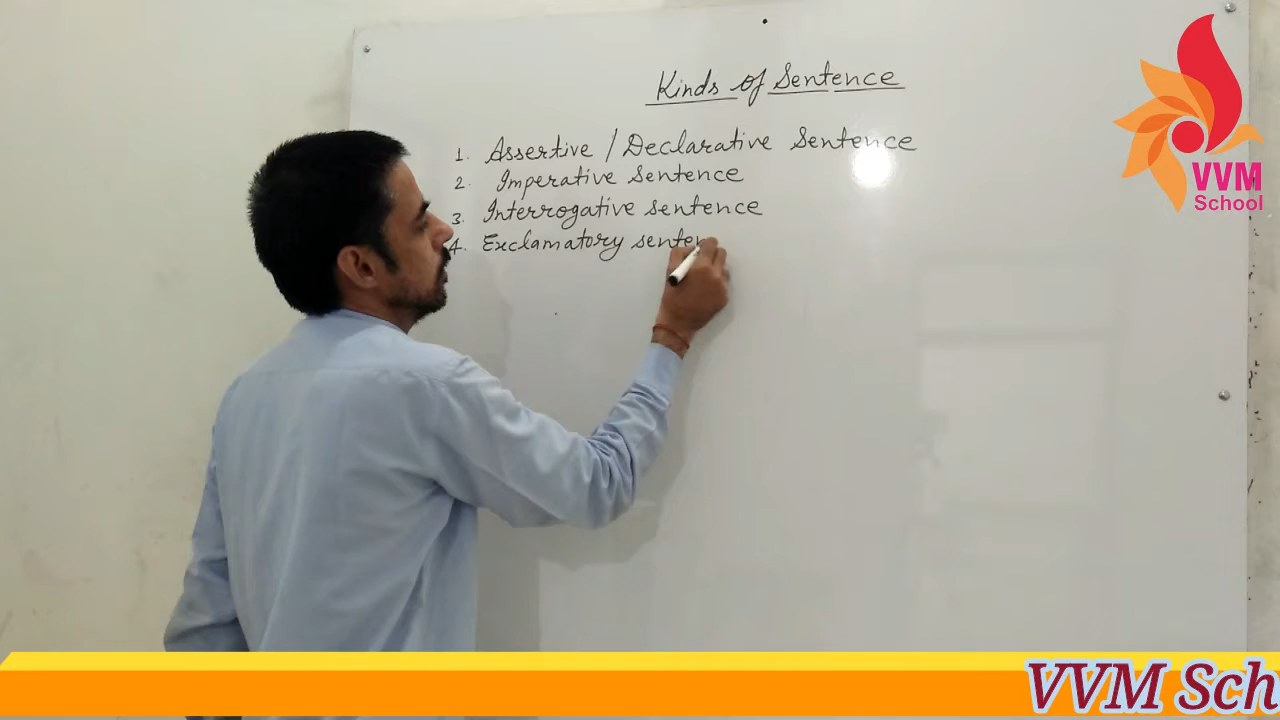 Kinds of Sentence
1. Assertive / Declarative Sentence
2. Imperative Sentence
3. Interrogative sentence
4. Exclamatory senten
VVM
School
VVM Sch